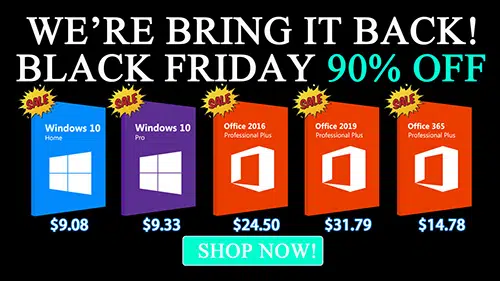 WE'RE BRING IT BACK!
BLACK FRIDAY 90% OFF
SALE SALE SALE SALE SALE
Windows 10 Windows 10 Office 2016 Office 2019 Office 365
Home Pro Professional Plus Professional Plus Professional Plus
$9.08 $9.33 $24.50 $31.79 $14.78
SHOP NOW!